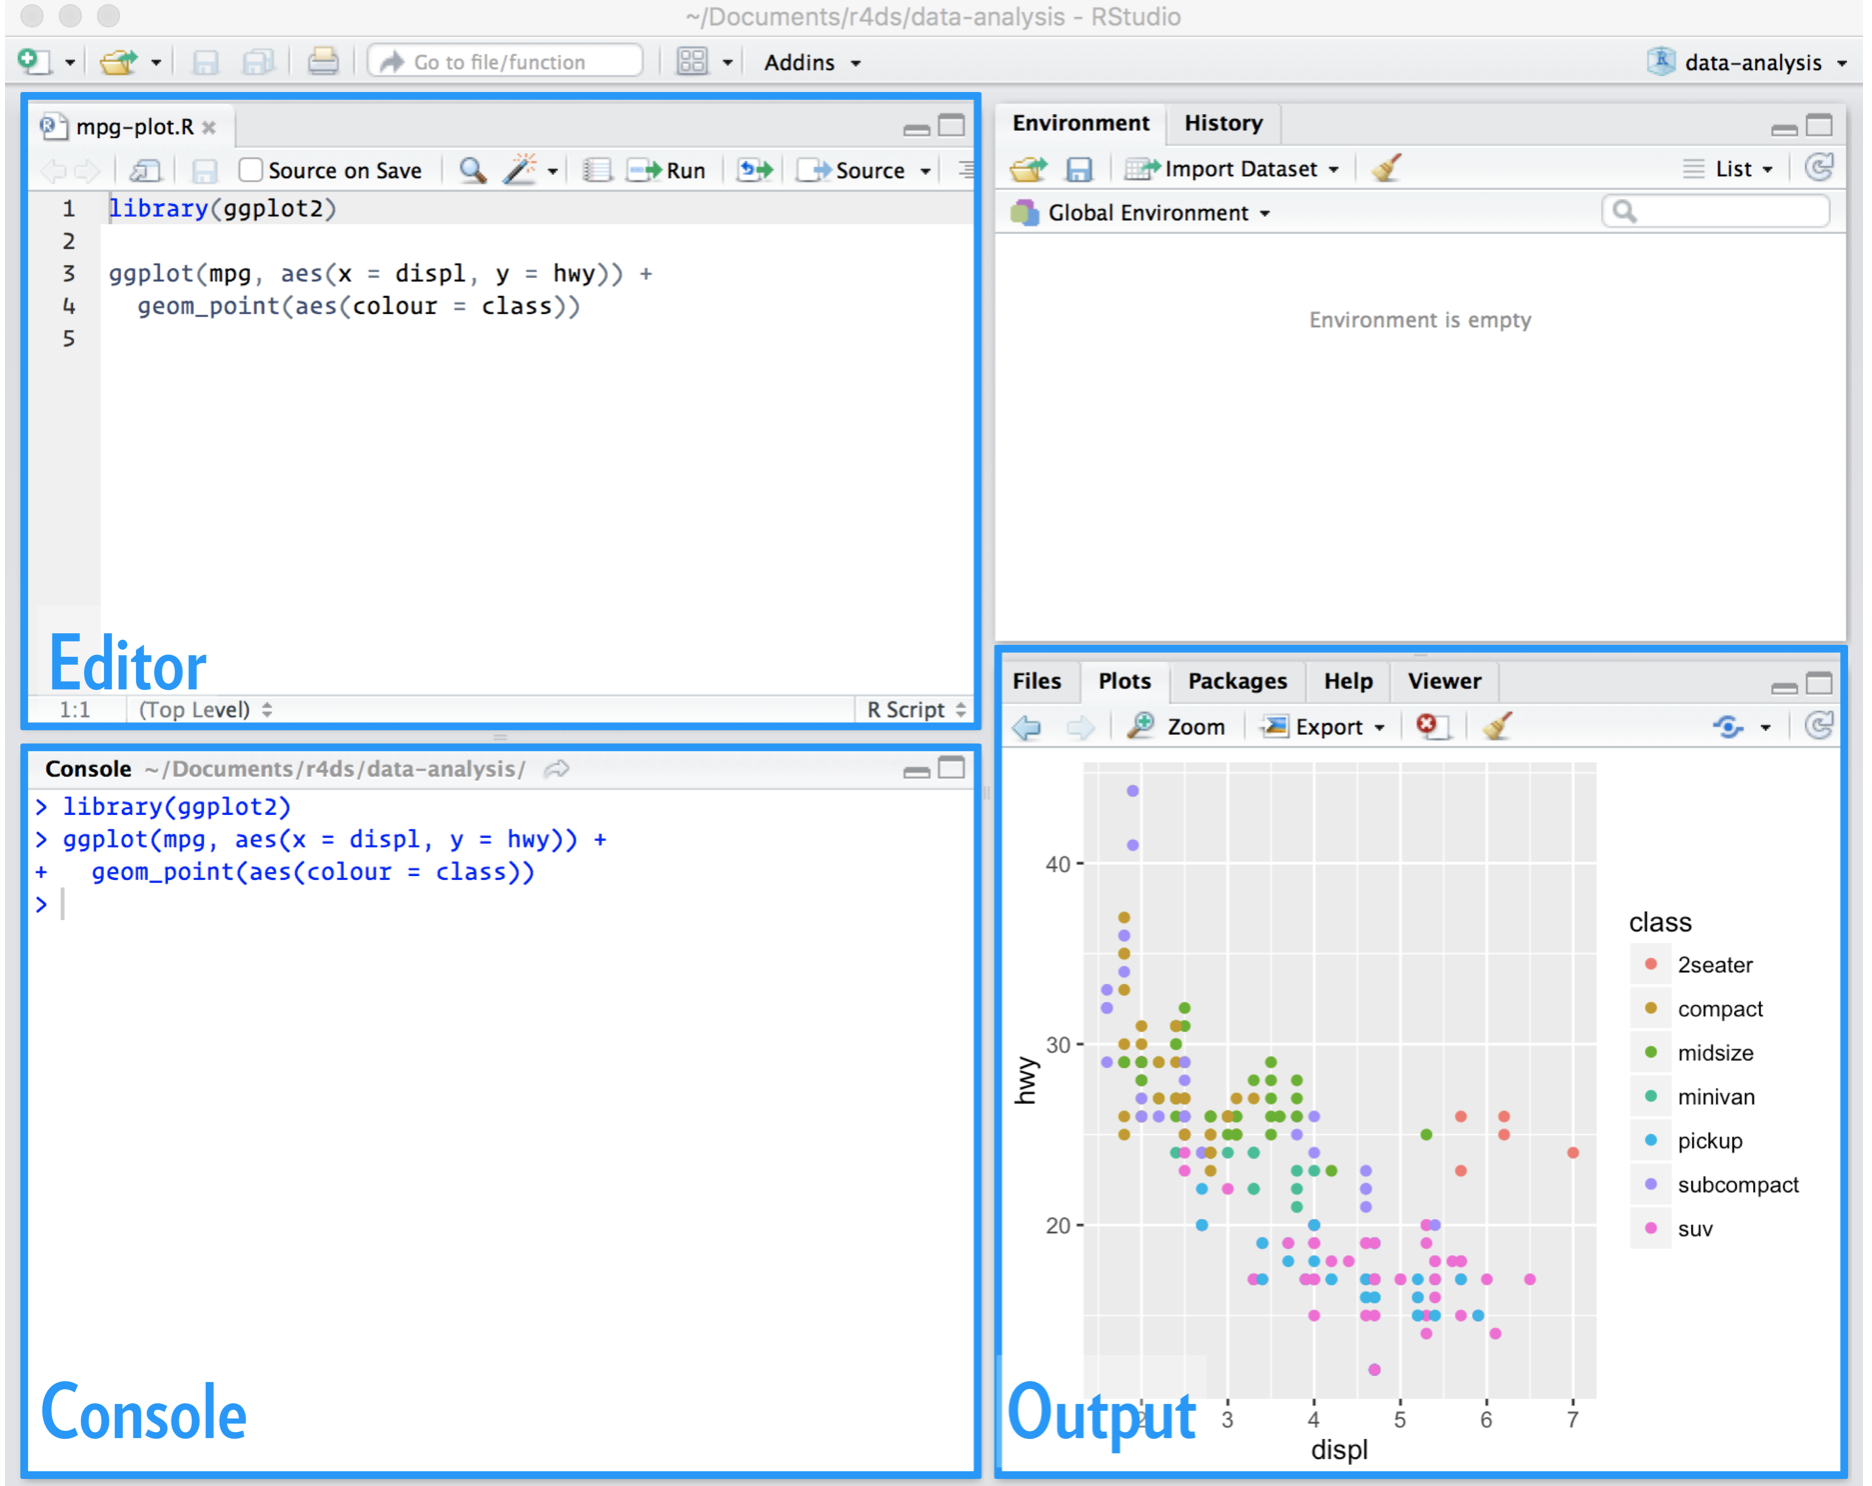 ~/Documents/r4ds/data-analysis - RStudio
Go to file/function
Addins
data-analysis
mpg-plot.R
Source on Save
Run
Source
1 library(ggplot2)
2
3 ggplot(mpg, aes(x = displ, y = hwy)) +
4 geom_point(aes(colour = class))
5
Editor
1:1 (Top Level) R Script
Console ~/Documents/r4ds/data-analysis/
> library(ggplot2)
> ggplot(mpg, aes(x = displ, y = hwy)) +
+ geom_point(aes(colour = class))
>
Console
Environment History
Import Dataset List
Global Environment
Environment is empty
Files Plots Packages Help Viewer
Zoom Export
40
30
20
hwy
class
2seater
compact
midsize
minivan
pickup
subcompact
suv
2 3 4 5 6 7
displ
Output